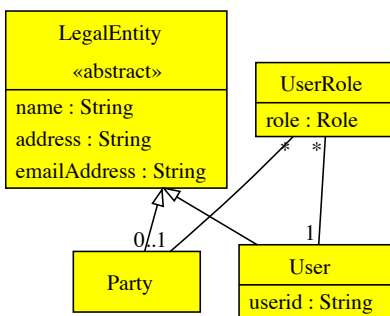 LegalEntity
«abstract»
name : String
address : String
emailAddress : String
UserRole
role : Role
*
*
0..1
1
Party
User
userid : String